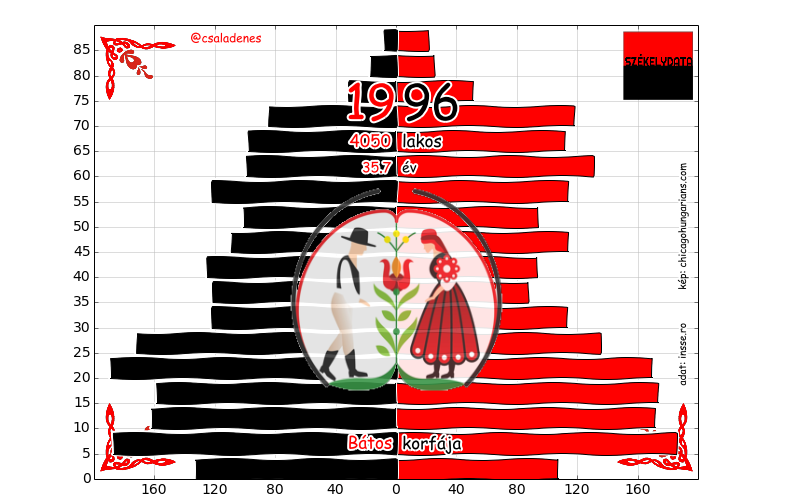 @csaladenes
SZÉKELYDATA
1996
4050 lakos
35.7 év
kép: chicagohungarians.com
adat: insse.ro
Bátos korfája
85
80
75
70
65
60
55
50
45
40
35
30
25
20
15
10
5
0
160 120 80 40 0 40 80 120 160